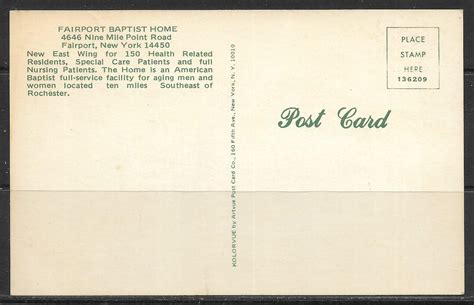 FAIRPORT BAPTIST HOME
4646 Nine Mile Point Road
Fairport, New York 14450
New East Wing for 150 Health Related
Residents, Special Care Patients and full
Nursing Patients. The Home is an American
Baptist full-service facility for aging men and
women located ten miles Southeast of
Rochester.
KOLORVUE by Artvue Post Card Co., 160 Fifth Ave., New York, N. Y. 10010
Post Card
PLACE
STAMP
HERE
136209